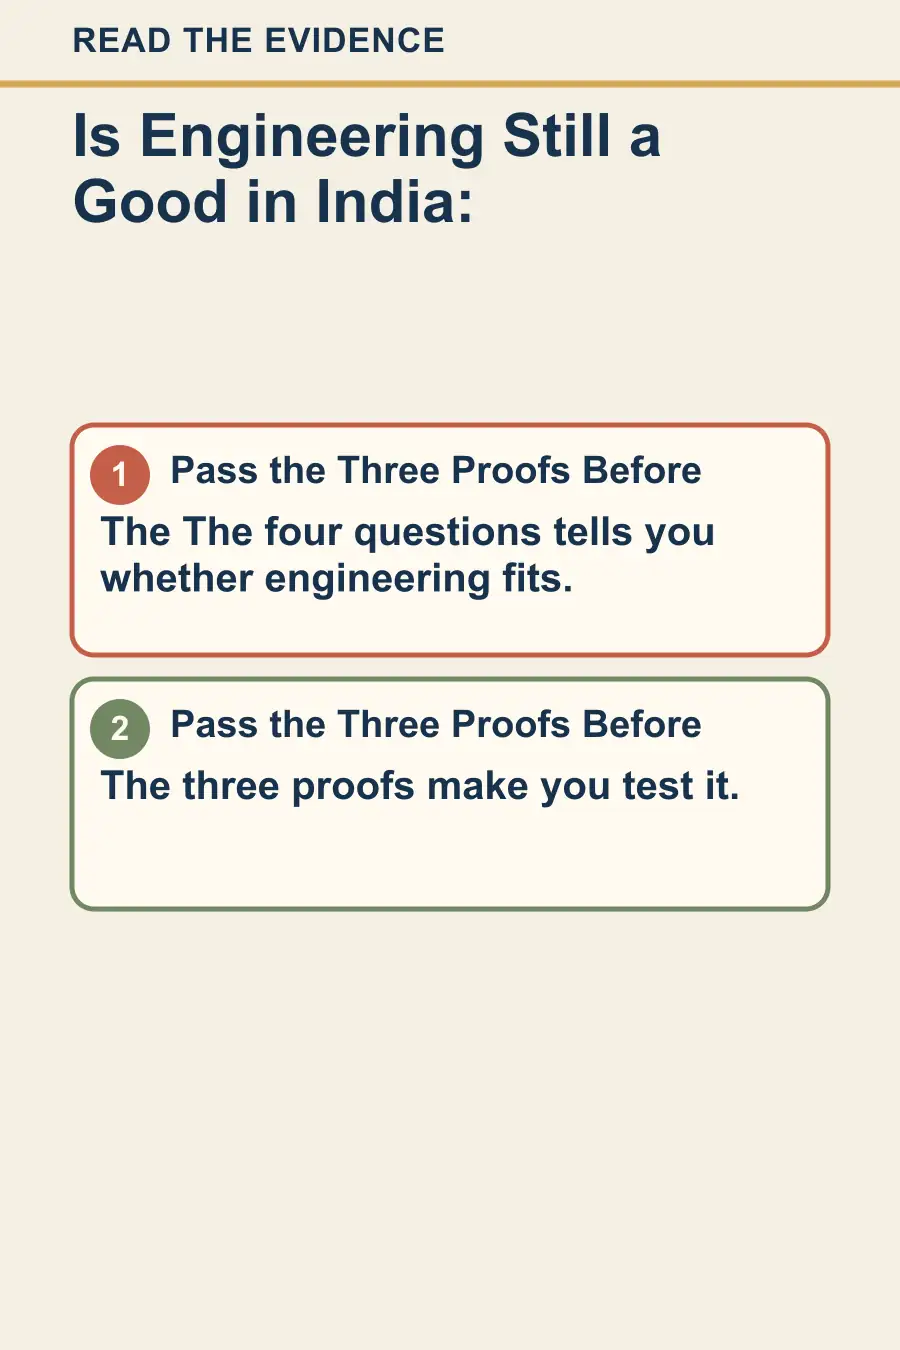 READ THE EVIDENCE
Is Engineering Still a
Good in India:
1 Pass the Three Proofs Before
The The four questions tells you
whether engineering fits.
2 Pass the Three Proofs Before
The three proofs make you test it.